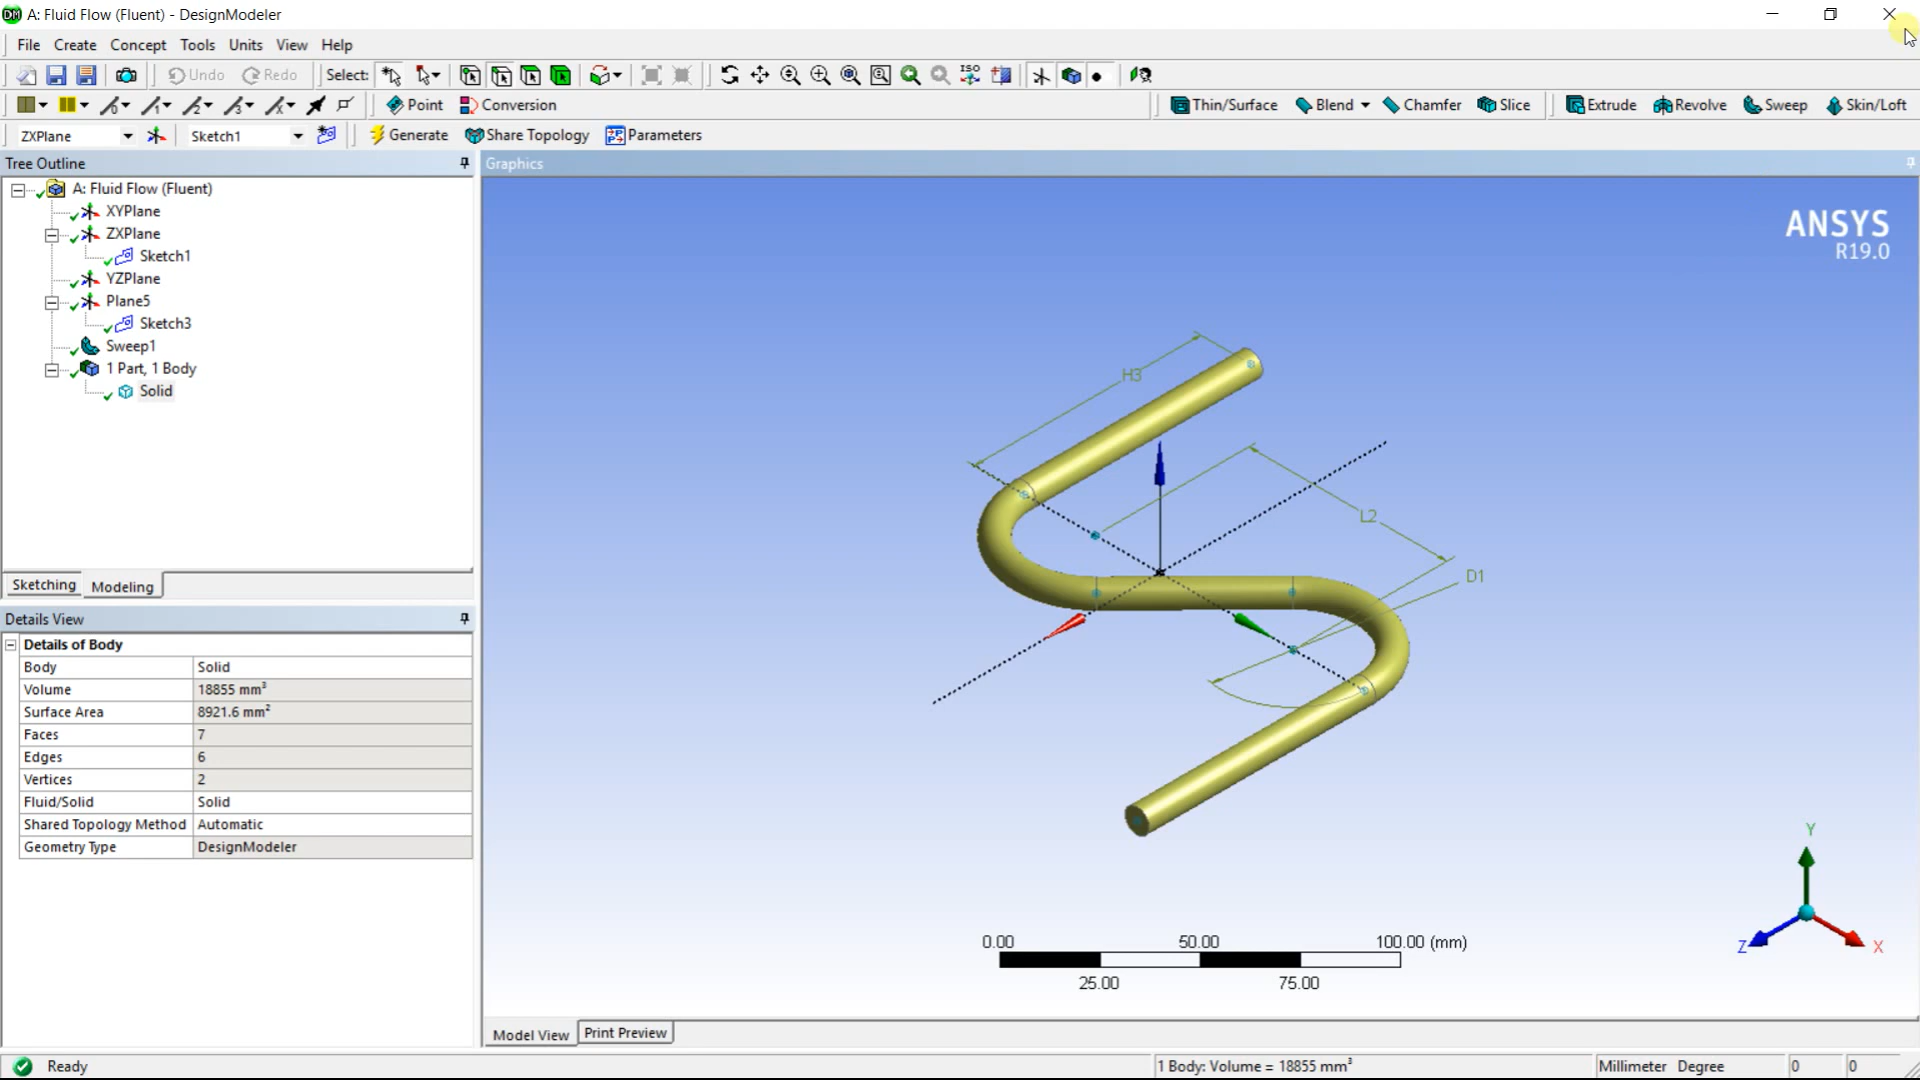 A: Fluid Flow (Fluent) - DesignModeler
File Create Concept Tools Units View Help
Undo Redo Select: ISO
Point Conversion Thin/Surface Blend Chamfer Slice Extrude Revolve Sweep Skin/Loft
ZXPlane Sketch1 Generate Share Topology Parameters
Tree Outline
A: Fluid Flow (Fluent)
XYPlane
ZXPlane
Sketch1
YZPlane
Plane5
Sketch3
Sweep1
1 Part, 1 Body
Solid
Sketching Modeling
Details View
Details of Body
Body Solid
Volume 18855 mm³
Surface Area 8921.6 mm²
Faces 7
Edges 6
Vertices 2
Fluid/Solid Solid
Shared Topology Method Automatic
Geometry Type DesignModeler
Graphics
ANSYS
R19.0
H3
L2
D1
Y
Z X
0.00 50.00 100.00 (mm)
25.00 75.00
Model View Print Preview
Ready 1 Body: Volume = 18855 mm³ Millimeter Degree 0 0